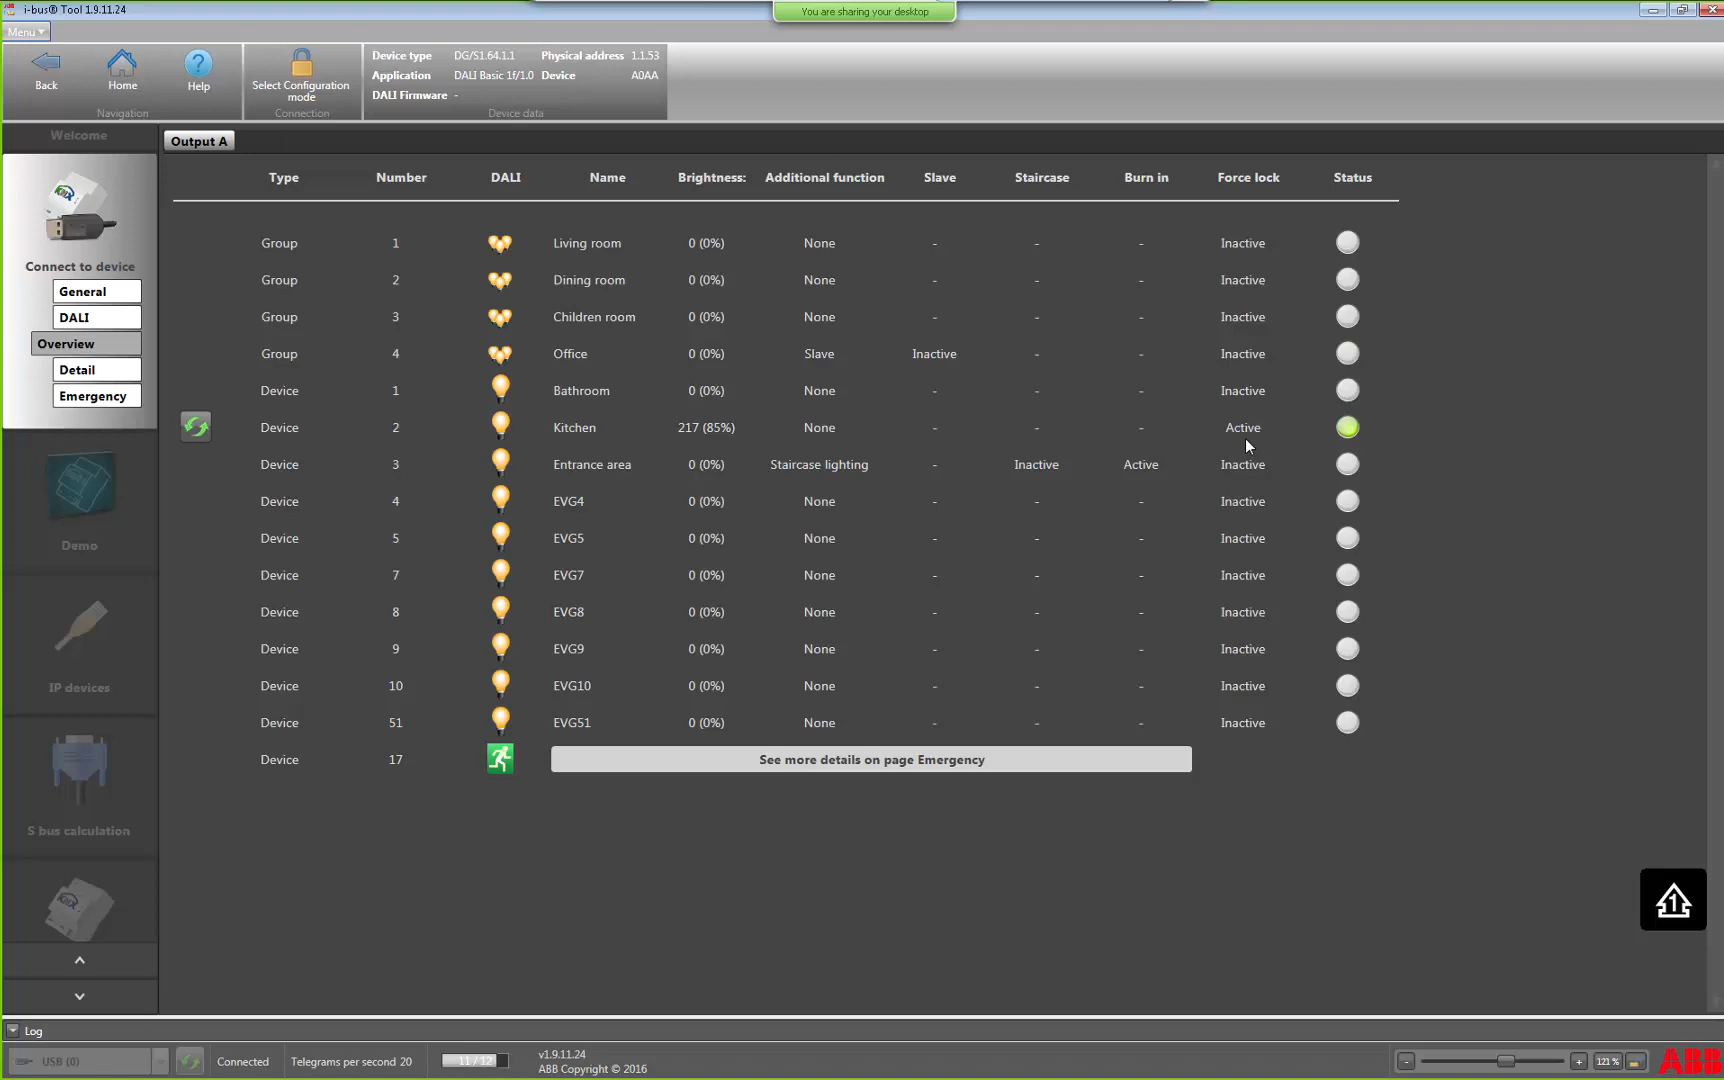 i-bus® Tool 1.9.11.24
You are sharing your desktop
Menu
Back
Home
Help
Navigation
Select Configuration
mode
Connection
Device type DG/S1.64.1.1 Physical address 1.1.53
Application DALI Basic 1f/1.0 Device A0AA
DALI Firmware -
Device data
Welcome
Connect to device
General
DALI
Overview
Detail
Emergency
Demo
IP devices
S bus calculation
Output A
Type Number DALI Name Brightness: Additional function Slave Staircase Burn in Force lock Status
Group 1 Living room 0 (0%) None - - - Inactive
Group 2 Dining room 0 (0%) None - - - Inactive
Group 3 Children room 0 (0%) None - - - Inactive
Group 4 Office 0 (0%) Slave Inactive - - Inactive
Device 1 Bathroom 0 (0%) None - - - Inactive
Device 2 Kitchen 217 (85%) None - - - Active
Device 3 Entrance area 0 (0%) Staircase lighting - Inactive Active Inactive
Device 4 EVG4 0 (0%) None - - - Inactive
Device 5 EVG5 0 (0%) None - - - Inactive
Device 7 EVG7 0 (0%) None - - - Inactive
Device 8 EVG8 0 (0%) None - - - Inactive
Device 9 EVG9 0 (0%) None - - - Inactive
Device 10 EVG10 0 (0%) None - - - Inactive
Device 51 EVG51 0 (0%) None - - - Inactive
Device 17 See more details on page Emergency
1
Log
USB (0) Connected Telegrams per second 20 11 / 12
v1.9.11.24
ABB Copyright © 2016
- + 121 %
ABB